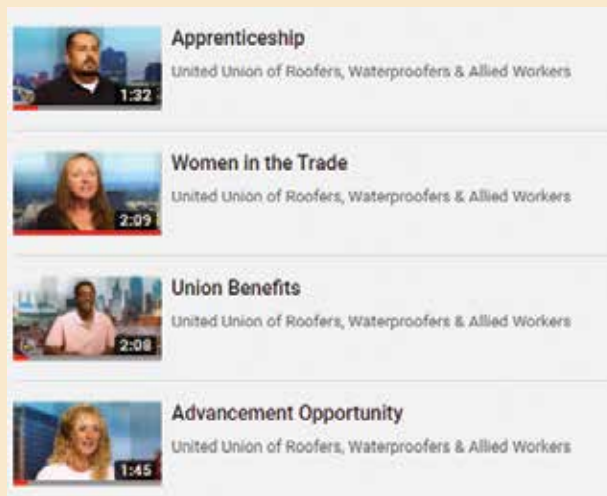 Apprenticeship
United Union of Roofers, Waterproofers & Allied Workers
1:32
Women in the Trade
United Union of Roofers, Waterproofers & Allied Workers
2:09
Union Benefits
United Union of Roofers, Waterproofers & Allied Workers
2:08
Advancement Opportunity
United Union of Roofers, Waterproofers & Allied Workers
1:45